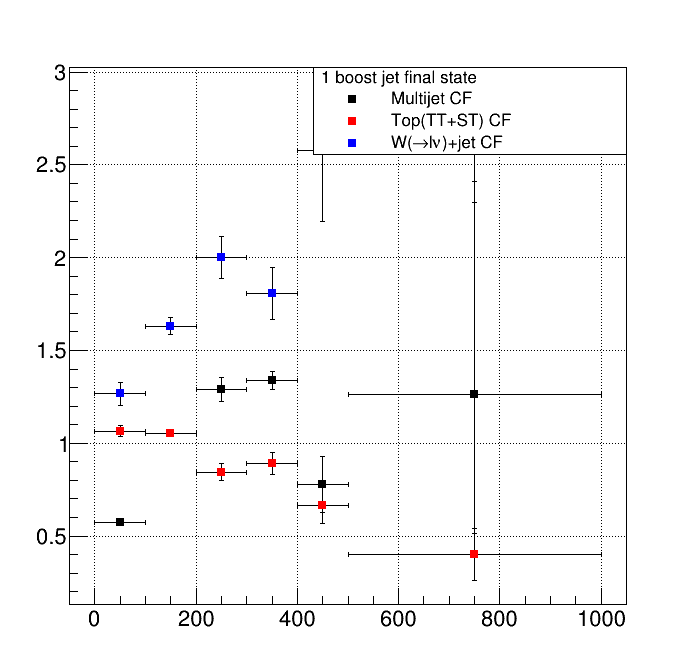 1 boost jet final state
Multijet CF
Top(TT+ST) CF
W(→lν)+jet CF
3
2.5
2
1.5
1
0.5
0 200 400 600 800 1000